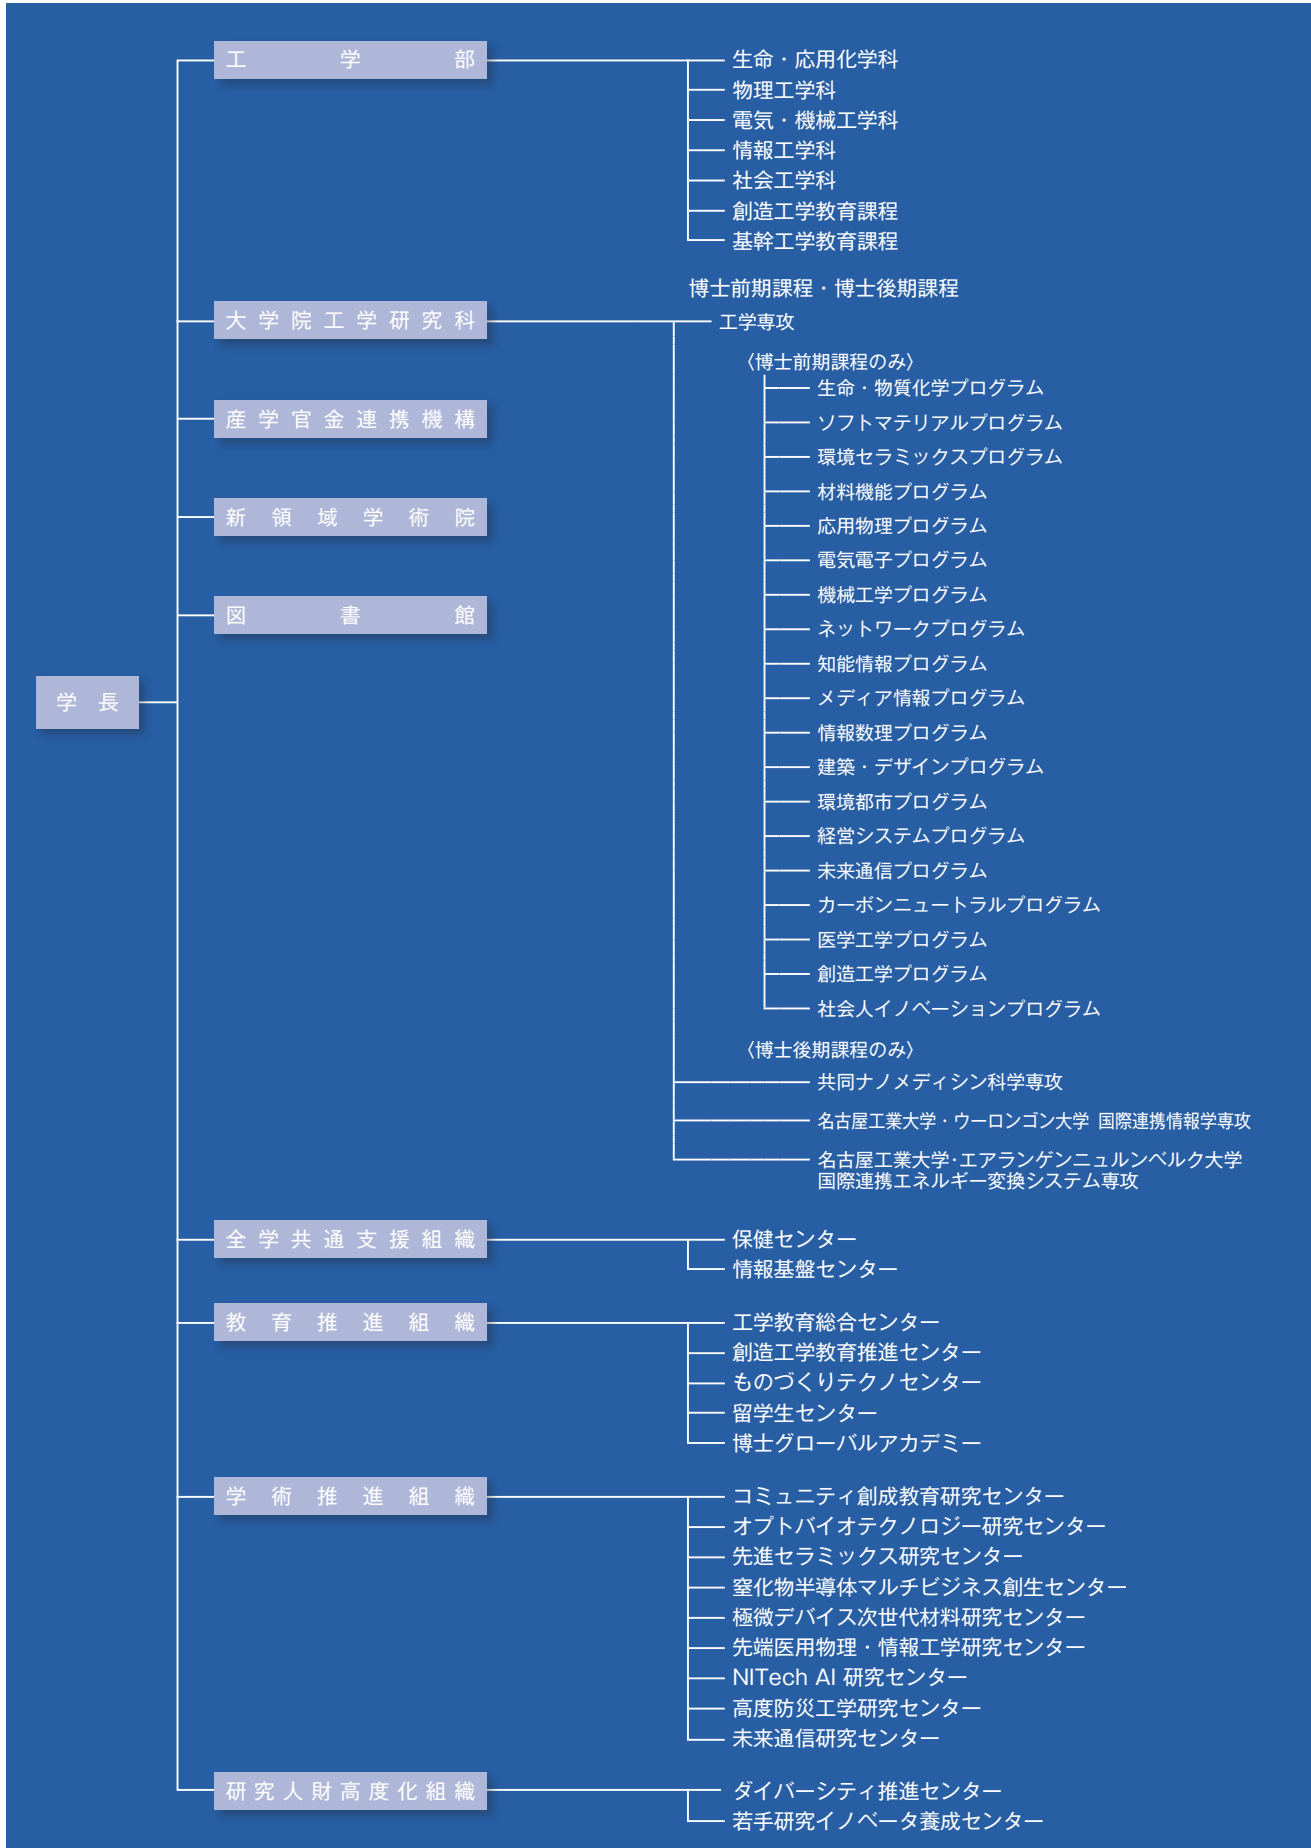 工学部
生命・応用化学科
物理工学科
電気・機械工学科
情報工学科
社会工学科
創造工学教育課程
基幹工学教育課程
博士前期課程・博士後期課程
大学院工学研究科
工学専攻
〈博士前期課程のみ〉
生命・物質化学プログラム
ソフトマテリアルプログラム
環境セラミックスプログラム
材料機能プログラム
応用物理プログラム
電気電子プログラム
機械工学プログラム
ネットワークプログラム
知能情報プログラム
メディア情報プログラム
情報数理プログラム
建築・デザインプログラム
環境都市プログラム
経営システムプログラム
未来通信プログラム
カーボンニュートラルプログラム
医学工学プログラム
創造工学プログラム
社会人イノベーションプログラム
〈博士後期課程のみ〉
共同ナノメディシン科学専攻
名古屋工業大学・ウーロンゴン大学 国際連携情報学専攻
名古屋工業大学・エアランゲンニュルンベルク大学
国際連携エネルギー変換システム専攻
産学官金連携機構
新領域学術院
図書館
学長
全学共通支援組織
保健センター
情報基盤センター
教育推進組織
工学教育総合センター
創造工学教育推進センター
ものづくりテクノセンター
留学生センター
博士グローバルアカデミー
学術推進組織
コミュニティ創成教育研究センター
オプトバイオテクノロジー研究センター
先進セラミックス研究センター
窒化物半導体マルチビジネス創生センター
極微デバイス次世代材料研究センター
先端医用物理・情報工学研究センター
NITech AI 研究センター
高度防災工学研究センター
未来通信研究センター
研究人財高度化組織
ダイバーシティ推進センター
若手研究イノベータ養成センター